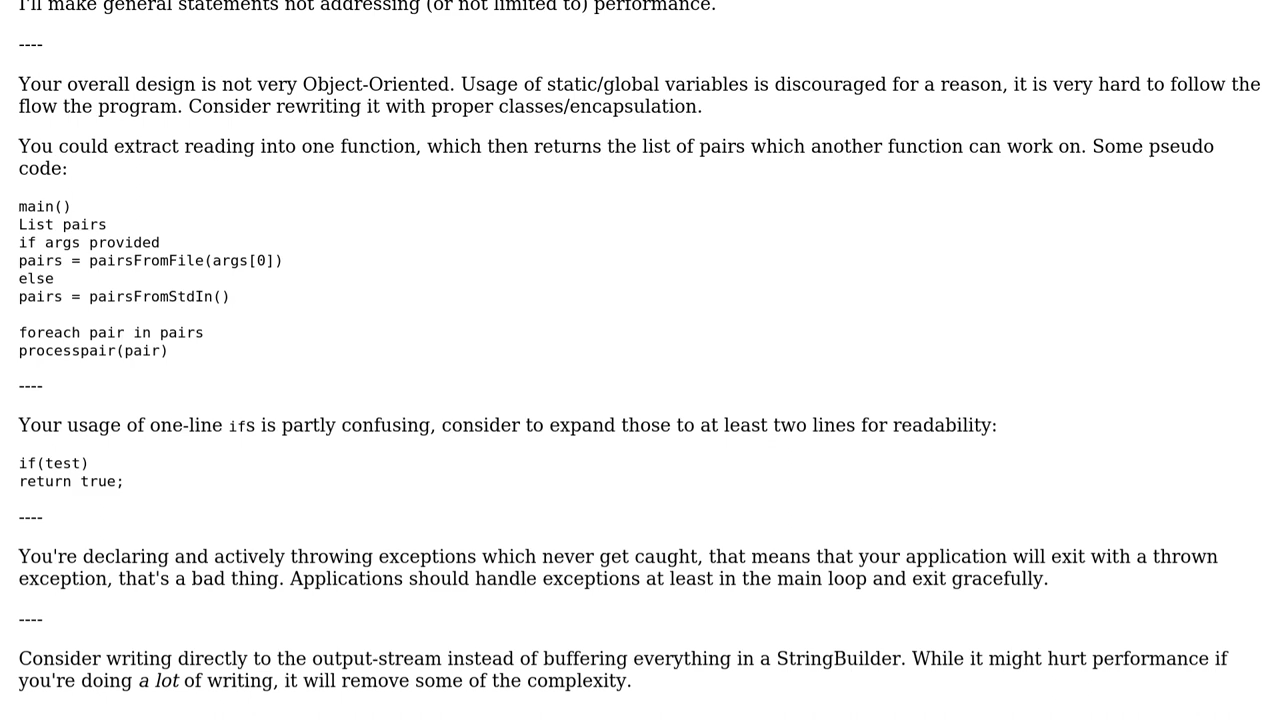 I'll make general statements not addressing (or not limited to) performance.
----
Your overall design is not very Object-Oriented. Usage of static/global variables is discouraged for a reason, it is very hard to follow the
flow the program. Consider rewriting it with proper classes/encapsulation.
You could extract reading into one function, which then returns the list of pairs which another function can work on. Some pseudo
code:
main()
List pairs
if args provided
pairs = pairsFromFile(args[0])
else
pairs = pairsFromStdIn()
foreach pair in pairs
processpair(pair)
----
Your usage of one-line ifs is partly confusing, consider to expand those to at least two lines for readability:
if(test)
return true;
----
You're declaring and actively throwing exceptions which never get caught, that means that your application will exit with a thrown
exception, that's a bad thing. Applications should handle exceptions at least in the main loop and exit gracefully.
----
Consider writing directly to the output-stream instead of buffering everything in a StringBuilder. While it might hurt performance if
you're doing a lot of writing, it will remove some of the complexity.